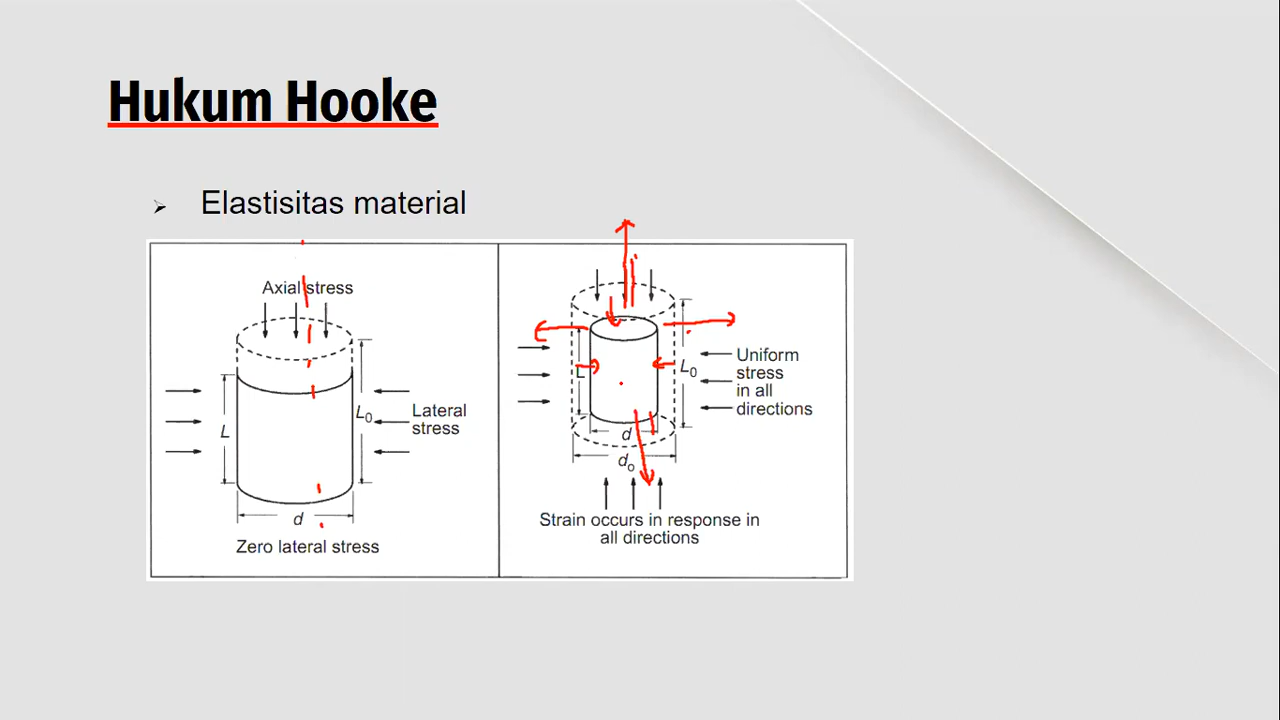 Hukum Hooke
➢ Elastisitas material
Axial stress
L
L₀
Lateral
stress
d
Zero lateral stress
L
L₀
Uniform
stress
in all
directions
d
d₀
Strain occurs in response in
all directions